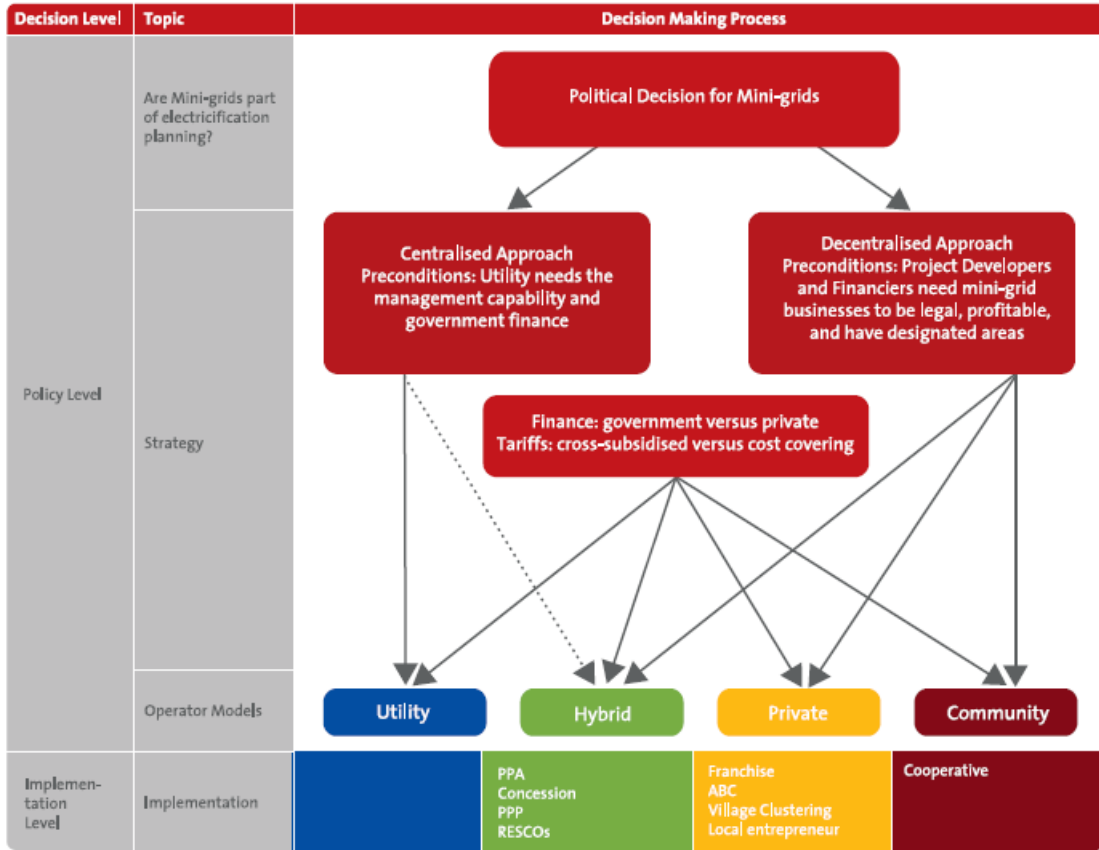 Decision Level
Topic
Decision Making Process
Are Mini-grids part
of electricification
planning?
Political Decision for Mini-grids
Centralised Approach
Preconditions: Utility needs the
management capability and
government finance
Decentralised Approach
Preconditions: Project Developers
and Financiers need mini-grid
businesses to be legal, profitable,
and have designated areas
Policy Level
Strategy
Finance: government versus private
Tariffs: cross-subsidised versus cost covering
Operator Models
Utility
Hybrid
Private
Community
Implemen-
tation
Level
Implementation
PPA
Concession
PPP
RESCOs
Franchise
ABC
Village Clustering
Local entrepreneur
Cooperative